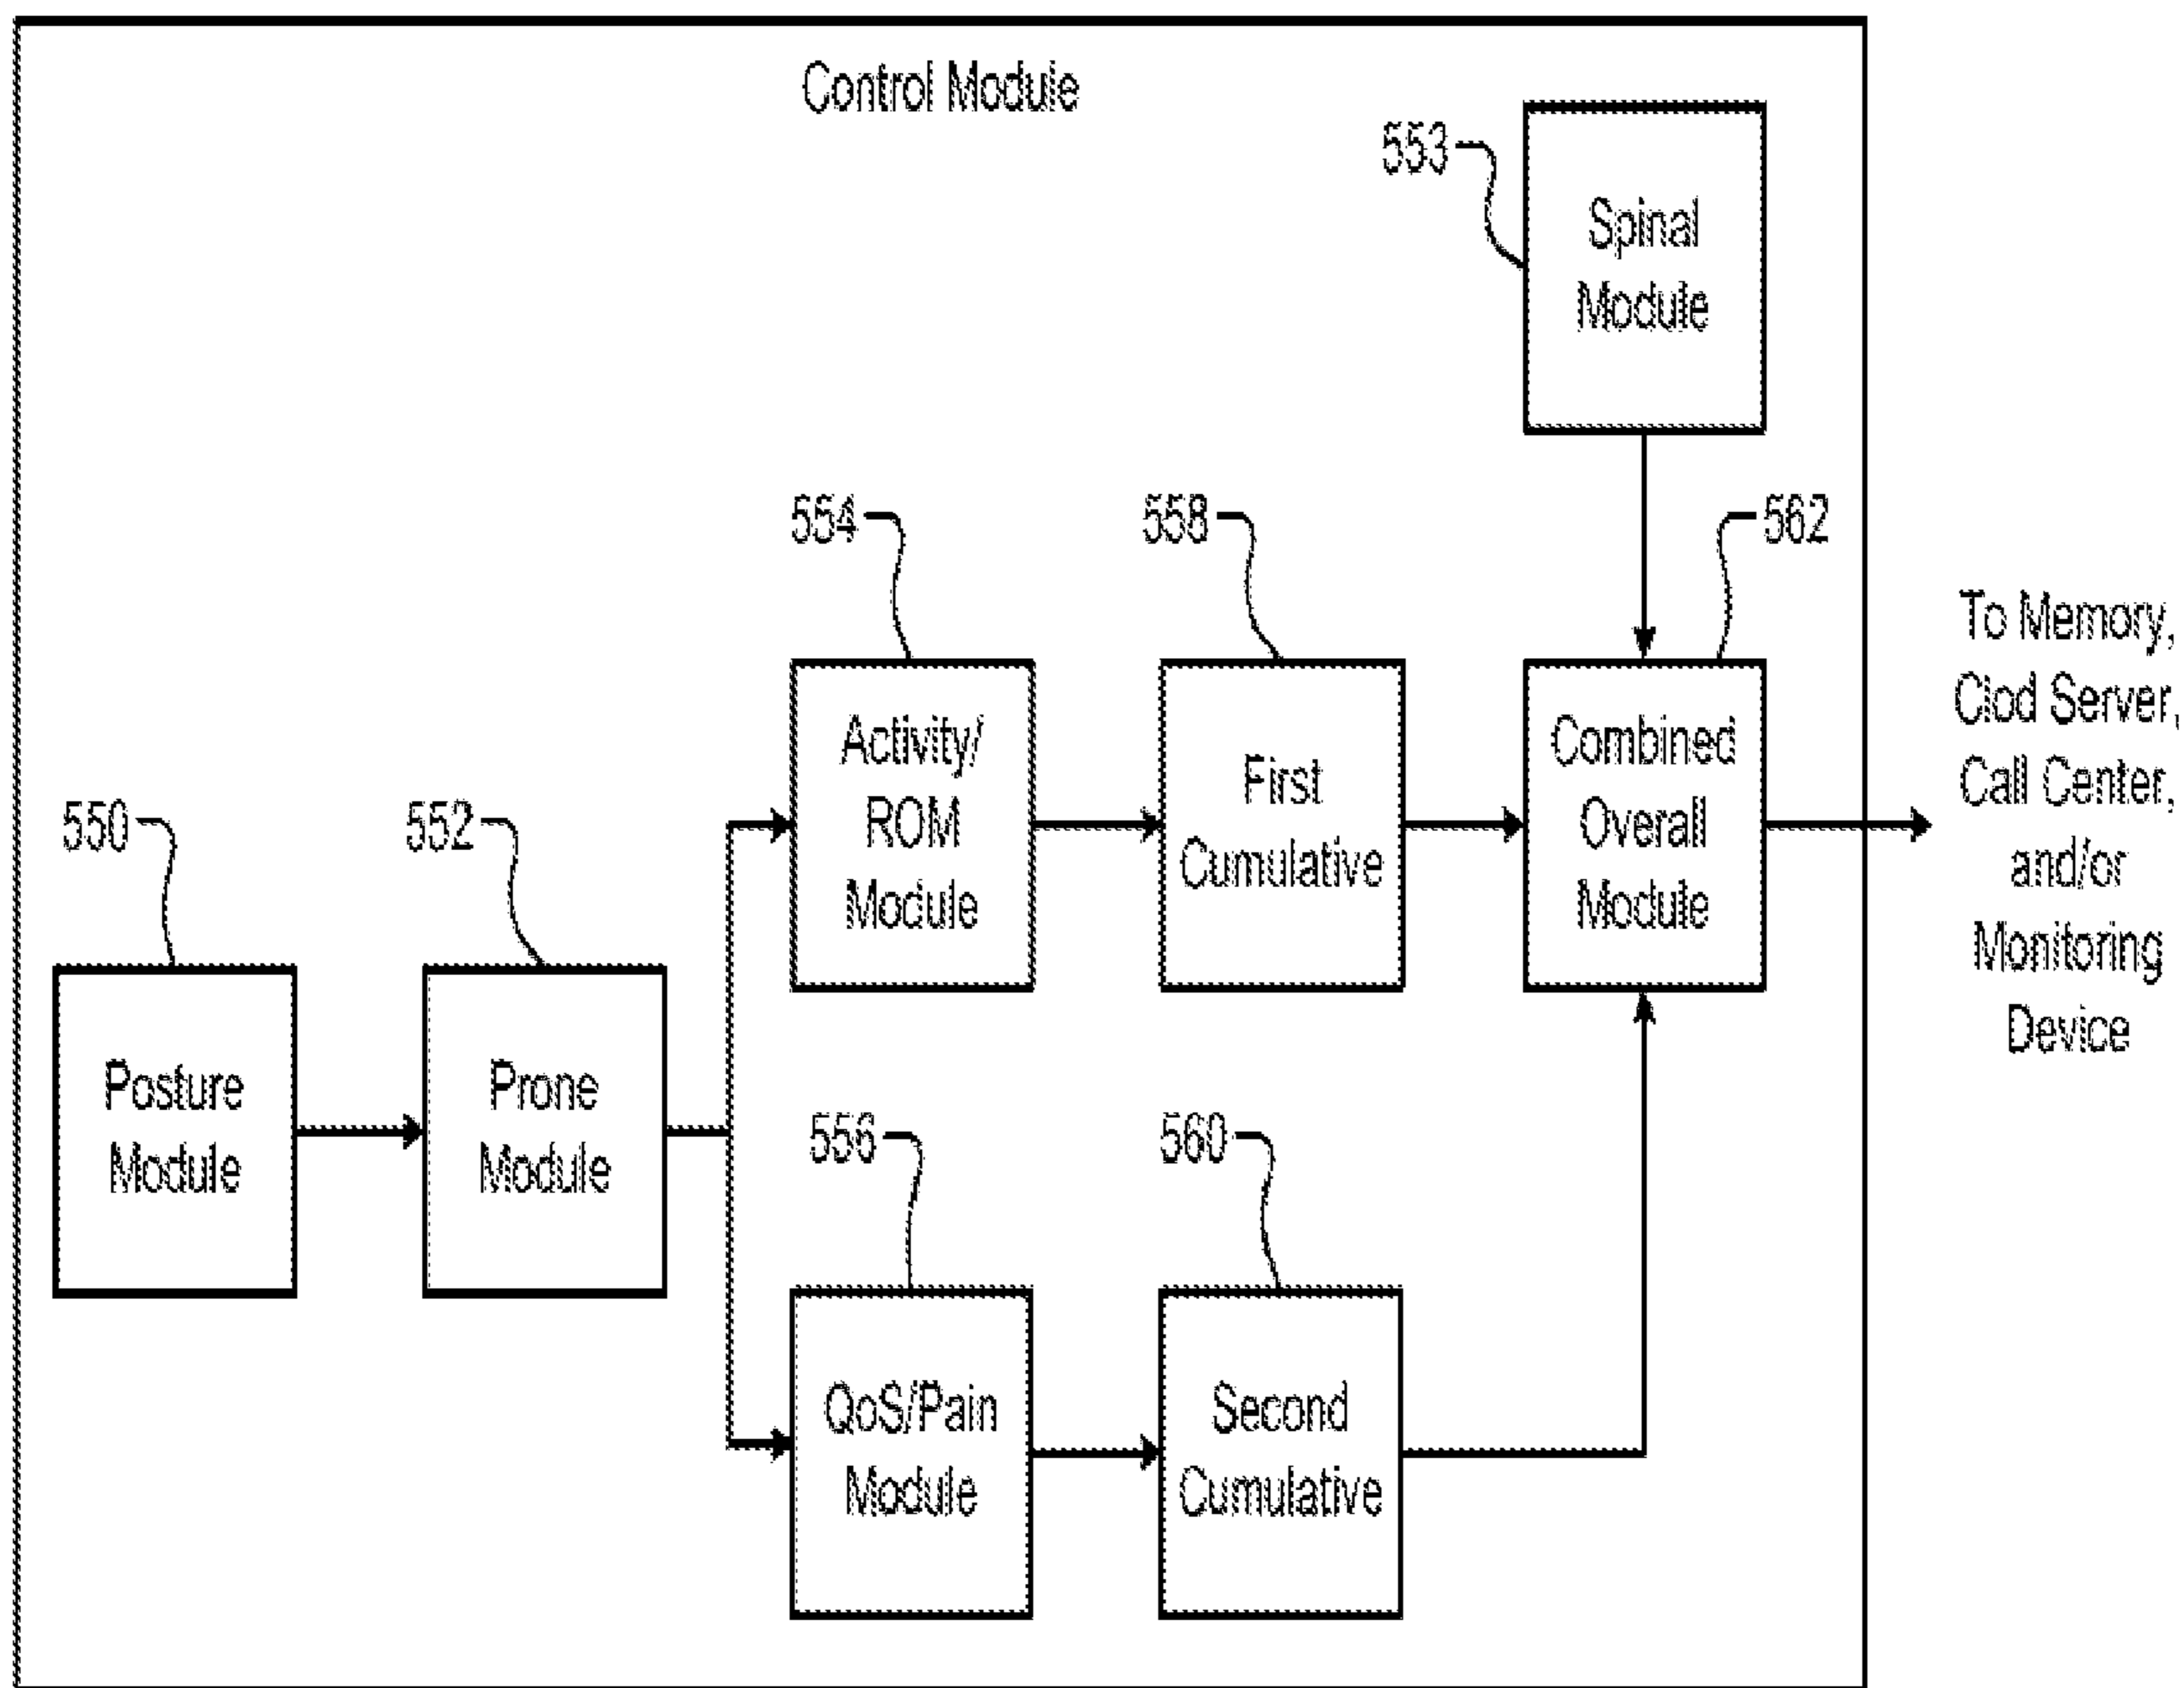 Control Module
553
Spinal
Module
554
558
562
Activity/
ROM
Module
First
Cumulative
Combined
Overall
Module
To Memory,
Clod Server,
Call Center,
and/or
Monitoring
Device
550
552
Posture
Module
Prone
Module
556
560
QoS/Pain
Module
Second
Cumulative